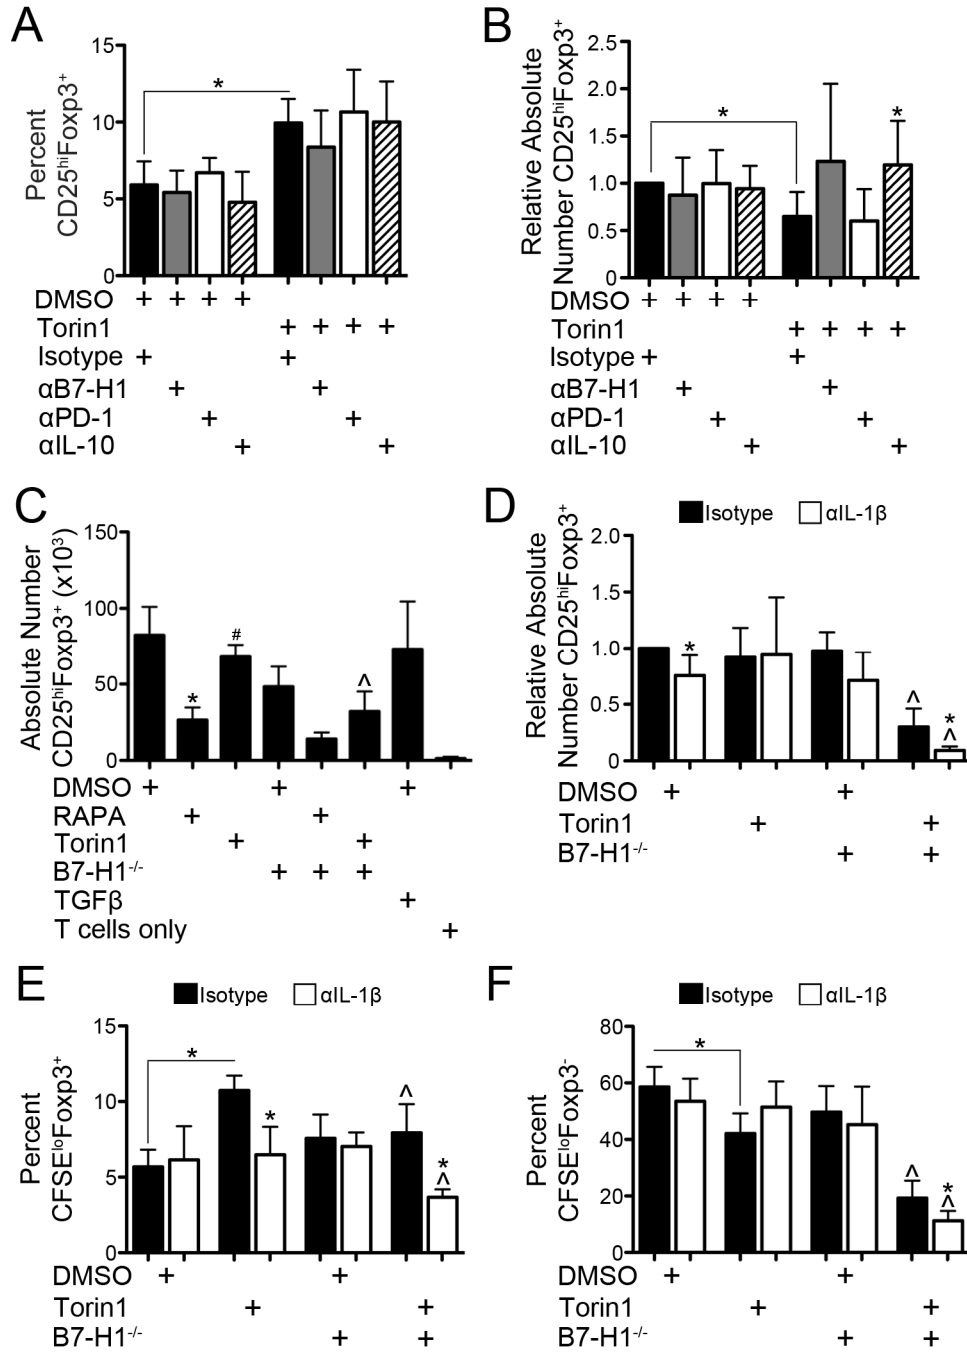 A
Percent
CD25ʰⁱFoxp3⁺
15
10
5
0
*
DMSO + + + +
Torin1 + + + +
Isotype + +
αB7-H1 + +
αPD-1 + +
αIL-10 + +
B
Relative Absolute
Number CD25ʰⁱFoxp3⁺
2.5
2.0
1.5
1.0
0.5
0
* *
DMSO + + + +
Torin1 + + + +
Isotype + +
αB7-H1 + +
αPD-1 + +
αIL-10 + +
C
Absolute Number
CD25ʰⁱFoxp3⁺ (x10³)
150
100
50
0
* # ^
DMSO + + +
RAPA + +
Torin1 + +
B7-H1⁻/⁻ + + +
TGFβ +
T cells only +
D
Isotype αIL-1β
Relative Absolute
Number CD25ʰⁱFoxp3⁺
2.0
1.5
1.0
0.5
0
* ^ *
^
DMSO + +
Torin1 + +
B7-H1⁻/⁻ + +
E
Isotype αIL-1β
Percent
CFSEˡᵒFoxp3⁺
15
10
5
0
* * ^ *
^
DMSO + +
Torin1 + +
B7-H1⁻/⁻ + +
F
Isotype αIL-1β
Percent
CFSEˡᵒFoxp3⁻
80
60
40
20
0
* ^ *
^
DMSO + +
Torin1 + +
B7-H1⁻/⁻ + +